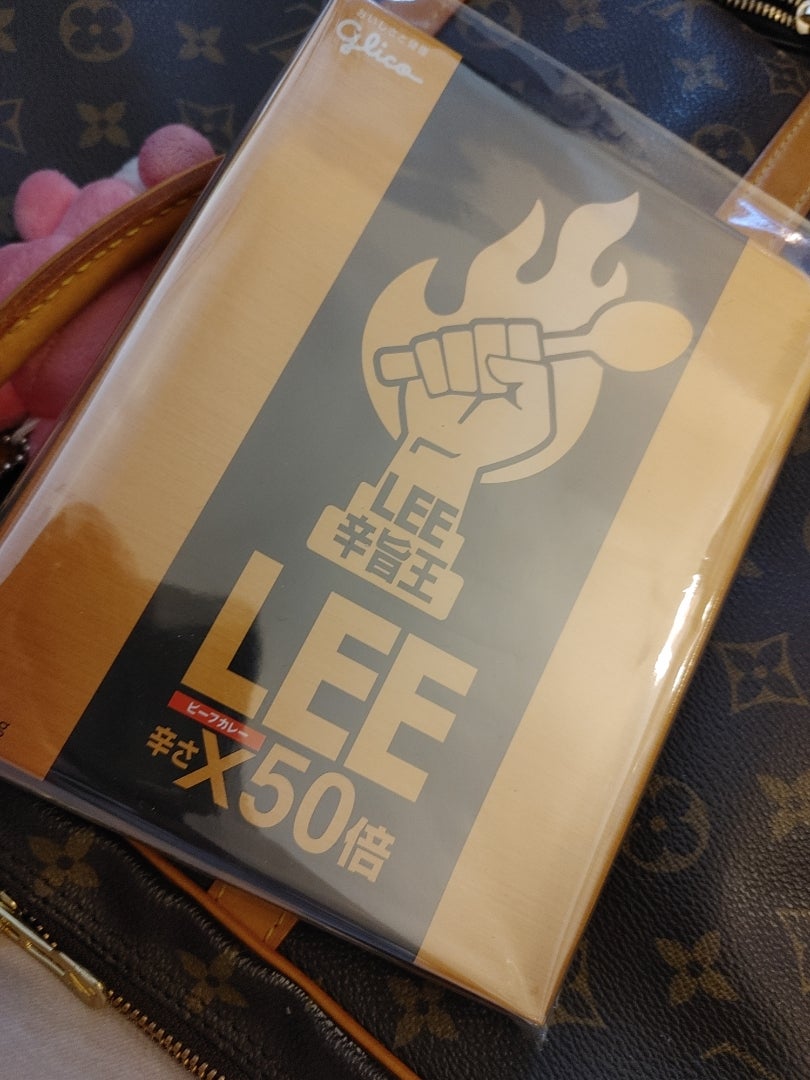 おいしさと健康
glico
LEE
辛旨王
LEE
ビーフカレー
辛さ×50倍
g